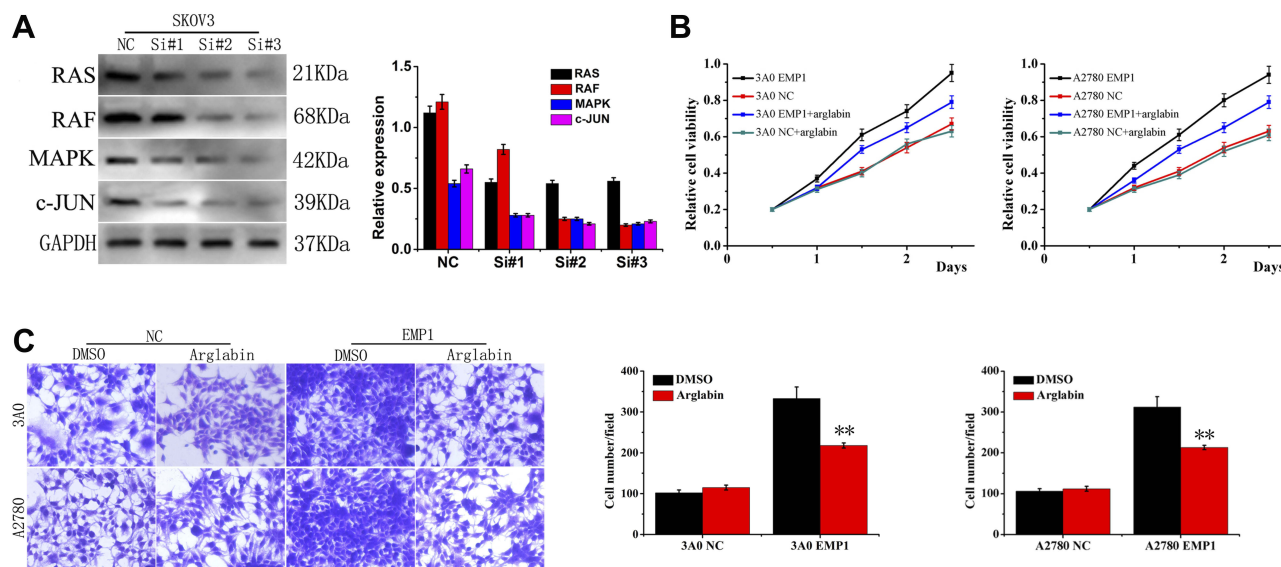 A
SKOV3
NC Si#1 Si#2 Si#3
RAS 21KDa
RAF 68KDa
MAPK 42KDa
c-JUN 39KDa
GAPDH 37KDa
Relative expression
1.5
1.0
0.5
0.0
RAS
RAF
MAPK
c-JUN
NC Si#1 Si#2 Si#3
B
Relative cell viability
1.0
0.8
0.6
0.4
0.2
0.0
3A0 EMP1
3A0 NC
3A0 EMP1+arglabin
3A0 NC+arglabin
0 1 2
Days
Relative cell viability
1.0
0.8
0.6
0.4
0.2
0.0
A2780 EMP1
A2780 NC
A2780 EMP1+arglabin
A2780 NC+arglabin
0 1 2
Days
C
NC EMP1
DMSO Arglabin DMSO Arglabin
3AO
A2780
Cell number/field
400
300
200
100
0
DMSO
Arglabin
**
3A0 NC 3A0 EMP1
Cell number/field
400
300
200
100
0
DMSO
Arglabin
**
A2780 NC A2780 EMP1